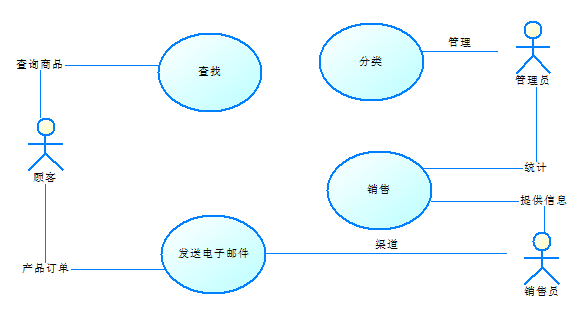 管理
查询商品
查找
分类
管理员
顾客
统计
销售
提供信息
渠道
发送电子邮件
产品订单
销售员